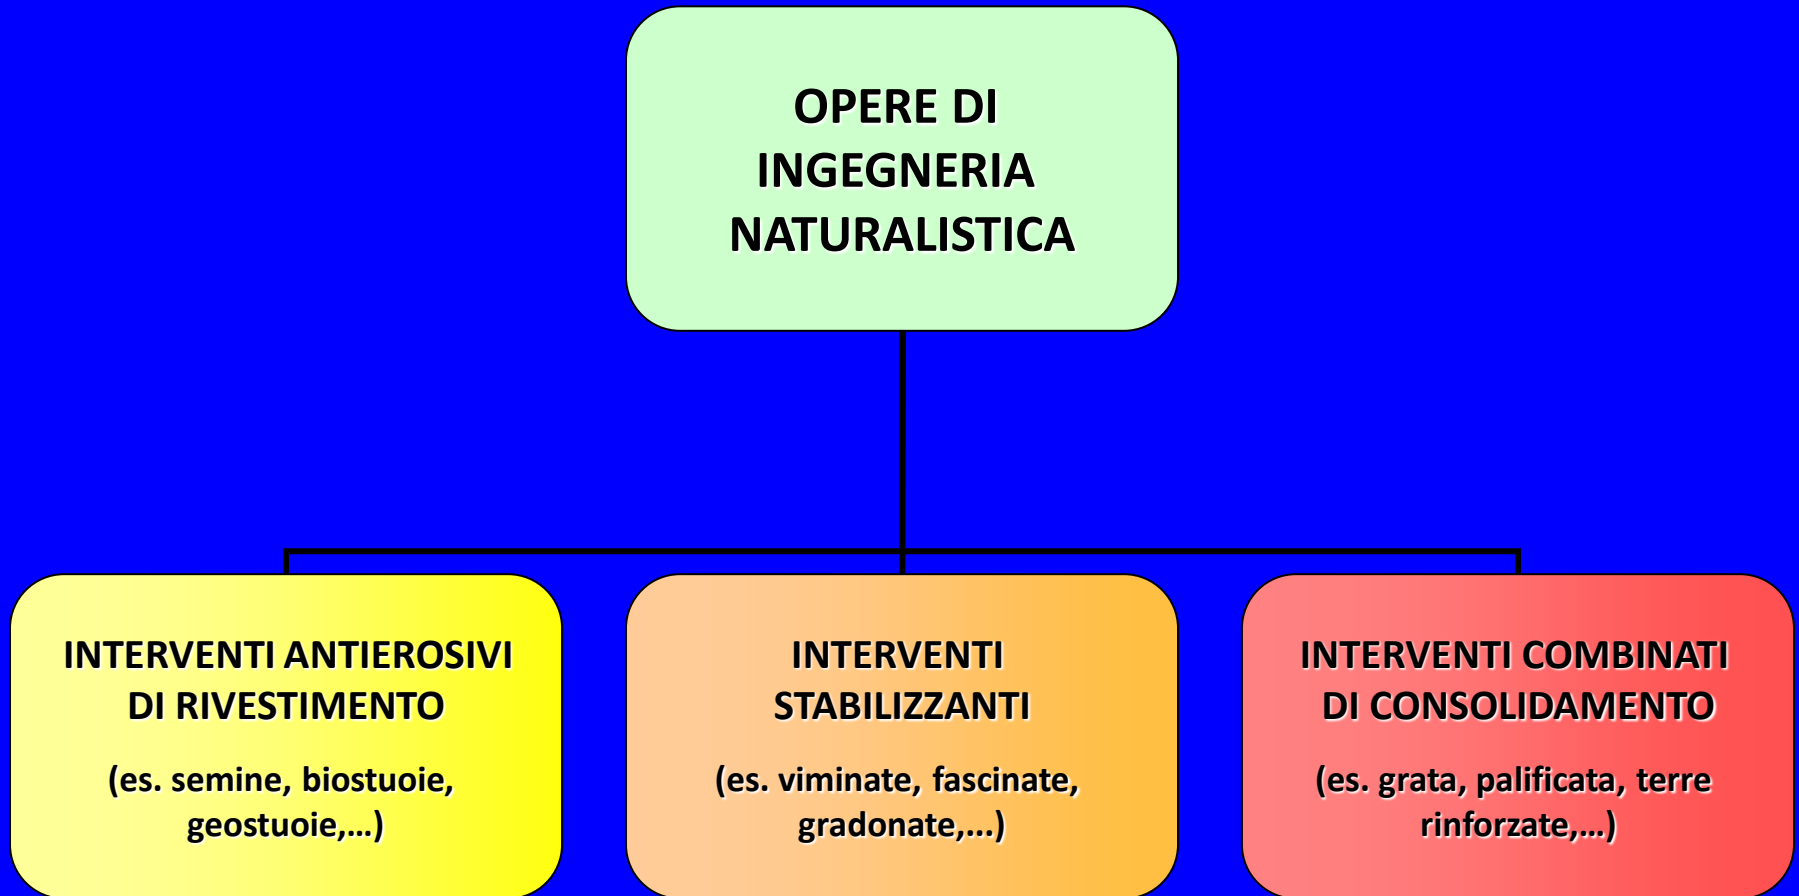 OPERE DI
INGEGNERIA
NATURALISTICA
INTERVENTI ANTIEROSIVI
DI RIVESTIMENTO
(es. semine, biostuoie,
geostuoie,...)
INTERVENTI
STABILIZZANTI
(es. viminate, fascinate,
gradonate,...)
INTERVENTI COMBINATI
DI CONSOLIDAMENTO
(es. grata, palificata, terre
rinforzate,...)